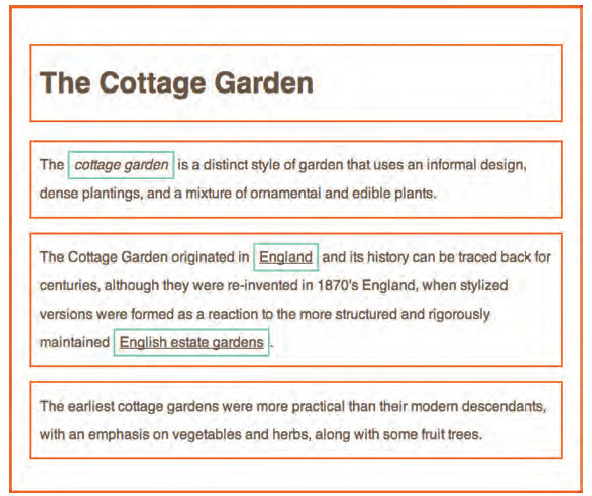 The Cottage Garden
The cottage garden is a distinct style of garden that uses an informal design,
dense plantings, and a mixture of ornamental and edible plants.
The Cottage Garden originated in England and its history can be traced back for
centuries, although they were re-invented in 1870's England, when stylized
versions were formed as a reaction to the more structured and rigorously
maintained English estate gardens.
The earliest cottage gardens were more practical than their modern descendants,
with an emphasis on vegetables and herbs, along with some fruit trees.